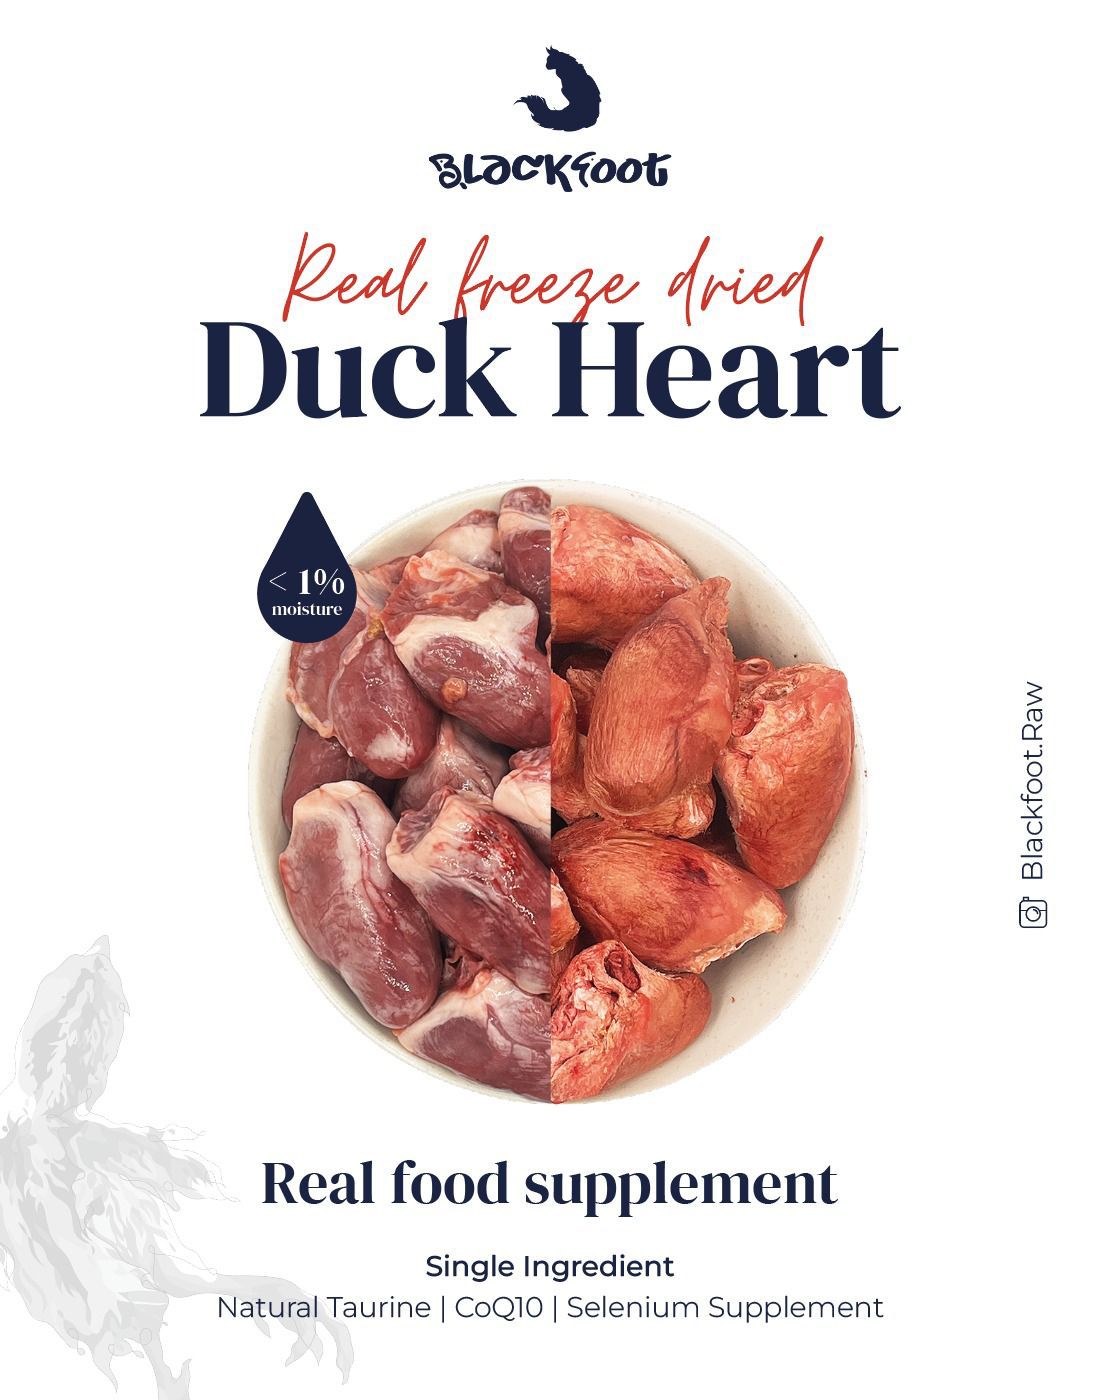 Blackfoot
Real freeze dried
Duck Heart
< 1%
moisture
Blackfoot.Raw
Real food supplement
Single Ingredient
Natural Taurine | CoQ10 | Selenium Supplement